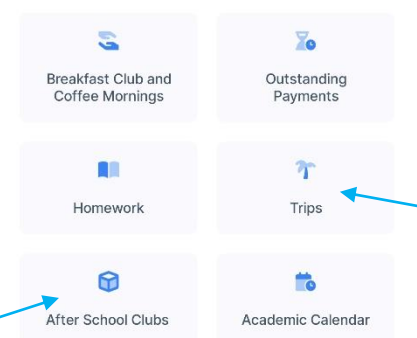 Breakfast Club and
Coffee Mornings
Outstanding
Payments
Homework
Trips
After School Clubs
Academic Calendar